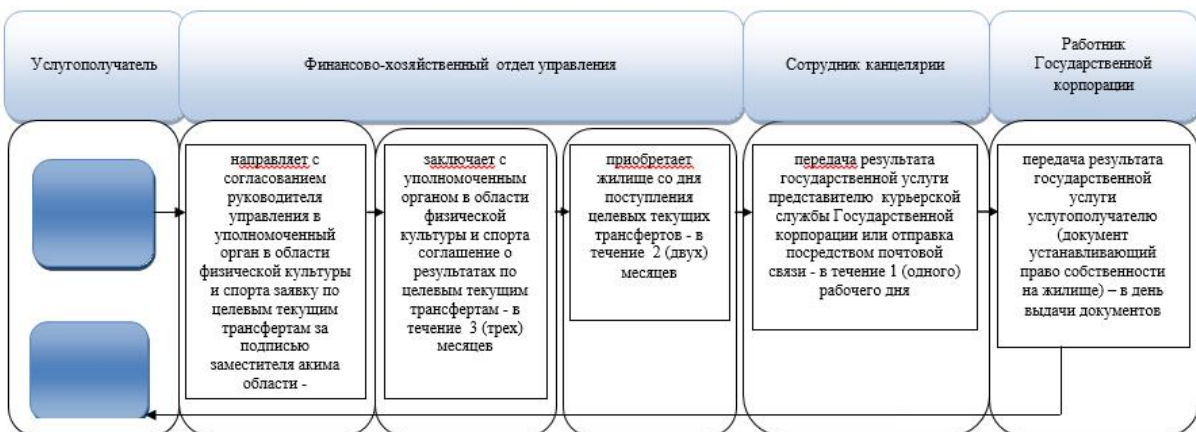 Услугополучатель
Финансово-хозяйственный отдел управления
Сотрудник канцелярии
Работник
Государственной
корпорации
направляет с
согласованием
руководителя
управления в
уполномоченный
орган в области
физической культуры
и спорта заявку по
целевым текущим
трансфертам за
подписью
заместителя акима
области -
заключает с
уполномоченным
органом в области
физической
культуры и спорта
соглашение о
результатах по
целевым текущим
трансфертам - в
течение 3 (трех)
месяцев
приобретает
жилище со дня
поступления
целевых текущих
трансфертов - в
течение 2 (двух)
месяцев
передача результата
государственной услуги
представителю курьерской
службы Государственной
корпорации или отправка
посредством почтовой
связи - в течение 1 (одного)
рабочего дня
передача результата
государственной
услуги
услугополучателю
(документ
устанавливающий
право собственности
на жилище) – в день
выдачи документов